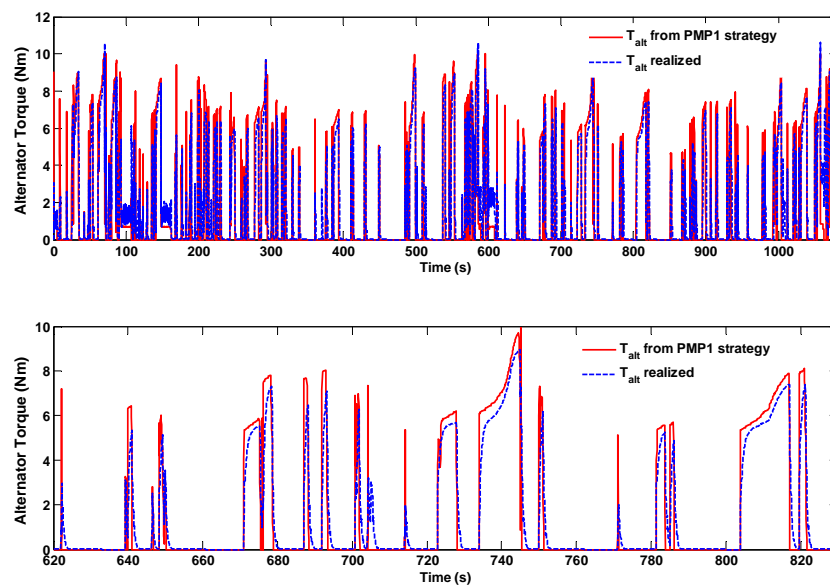 12
10
8
6
4
2
0
Alternator Torque (Nm)
T_alt from PMP1 strategy
T_alt realized
0 100 200 300 400 500 600 700 800 900 1000
Time (s)
10
8
6
4
2
0
Alternator Torque (Nm)
T_alt from PMP1 strategy
T_alt realized
620 640 660 680 700 720 740 760 780 800 820
Time (s)